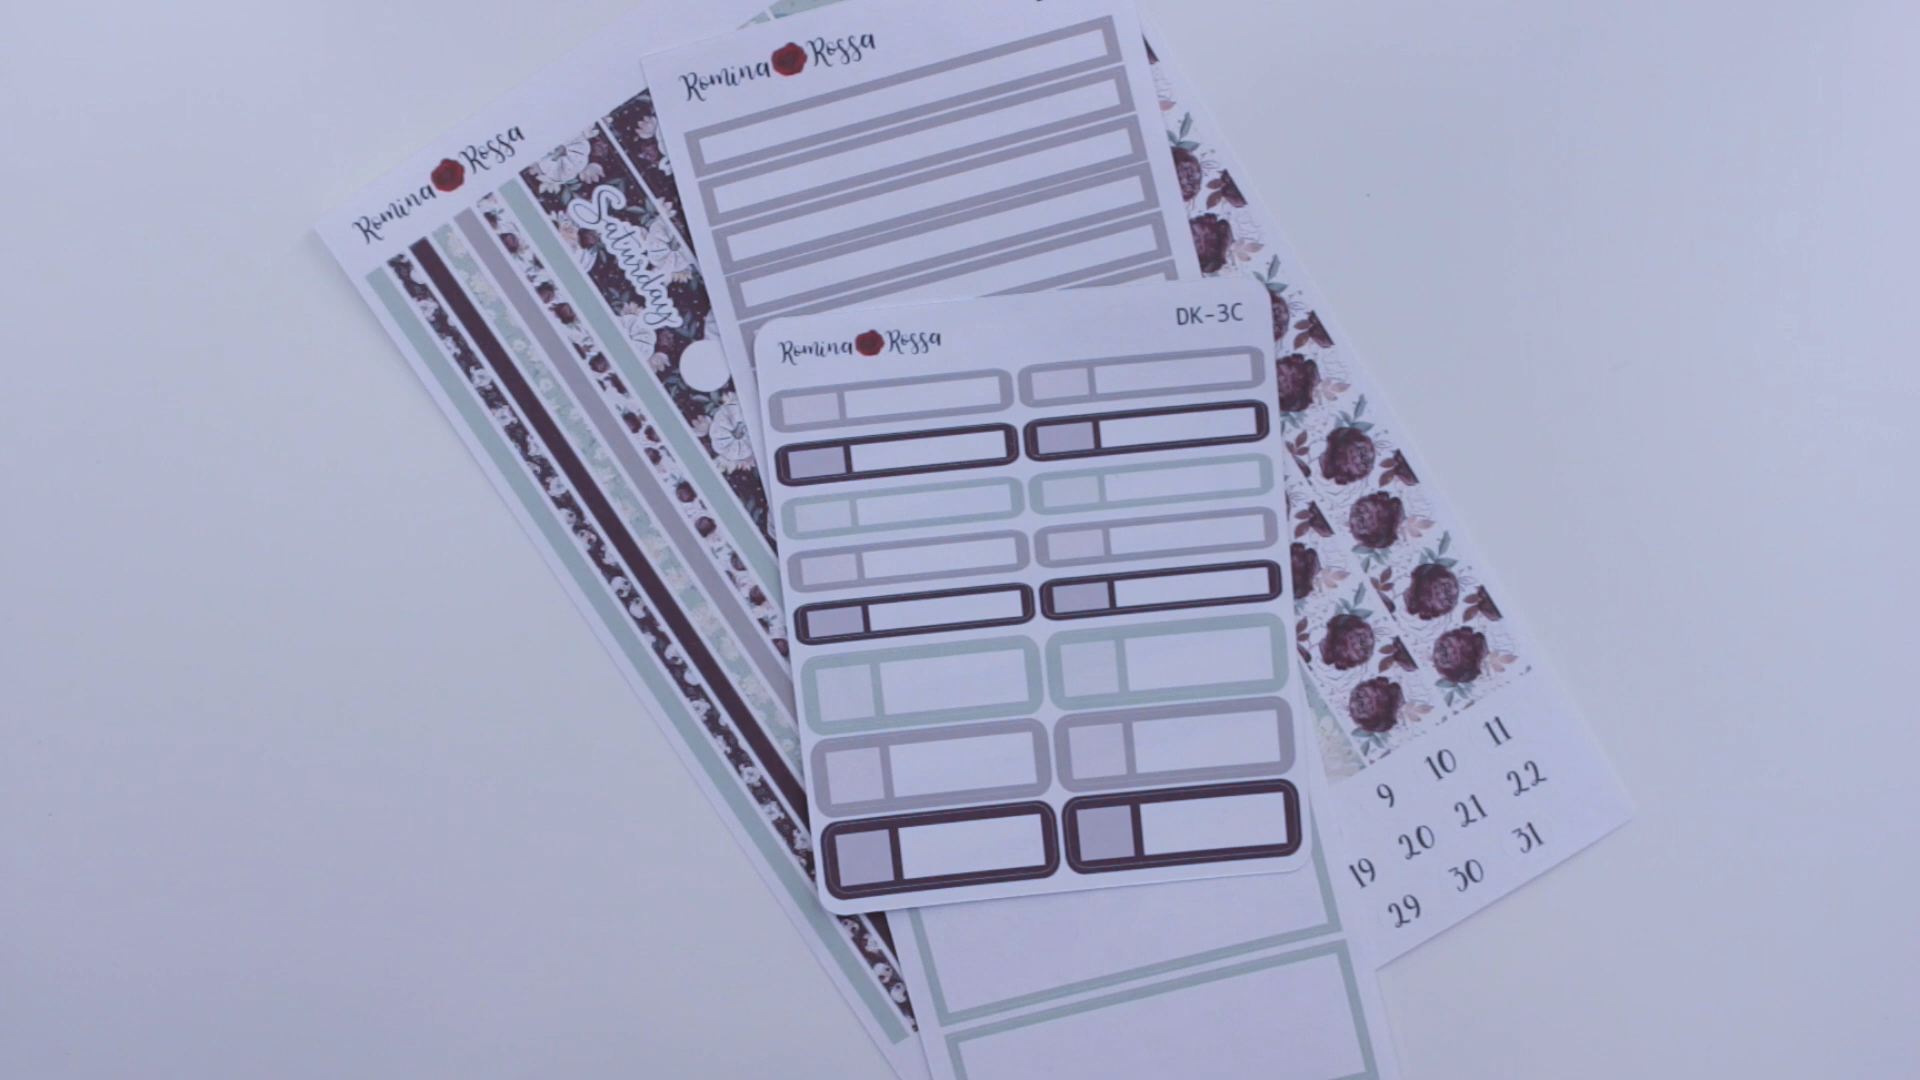 Romina Rossa
Romina Rossa
Saturday
Romina Rossa
DK-3C
9 10 11
19 20 21 22
29 30 31